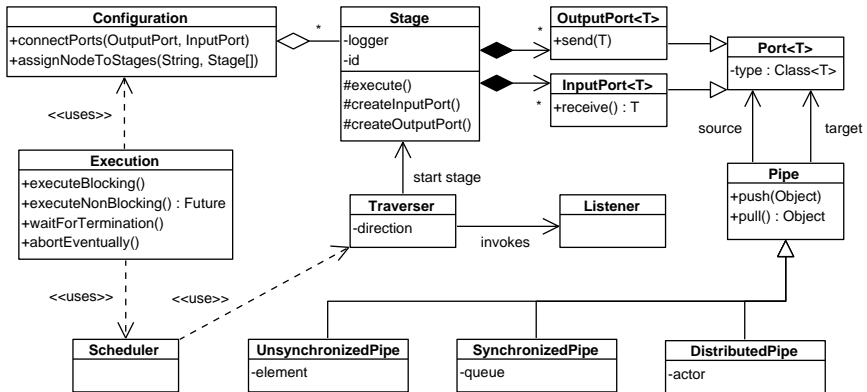 Configuration
+connectPorts(OutputPort, InputPort)
+assignNodeToStages(String, Stage[])
*
Stage
-logger
-id
#execute()
#createInputPort()
#createOutputPort()
*
OutputPort<T>
+send(T)
*
InputPort<T>
+receive() : T
Port<T>
-type : Class<T>
<<uses>>
source
target
Execution
+executeBlocking()
+executeNonBlocking() : Future
+waitForTermination()
+abortEventually()
start stage
Traverser
-direction
invokes
Listener
Pipe
+push(Object)
+pull() : Object
<<uses>>
<<use>>
Scheduler
UnsynchronizedPipe
-element
SynchronizedPipe
-queue
DistributedPipe
-actor